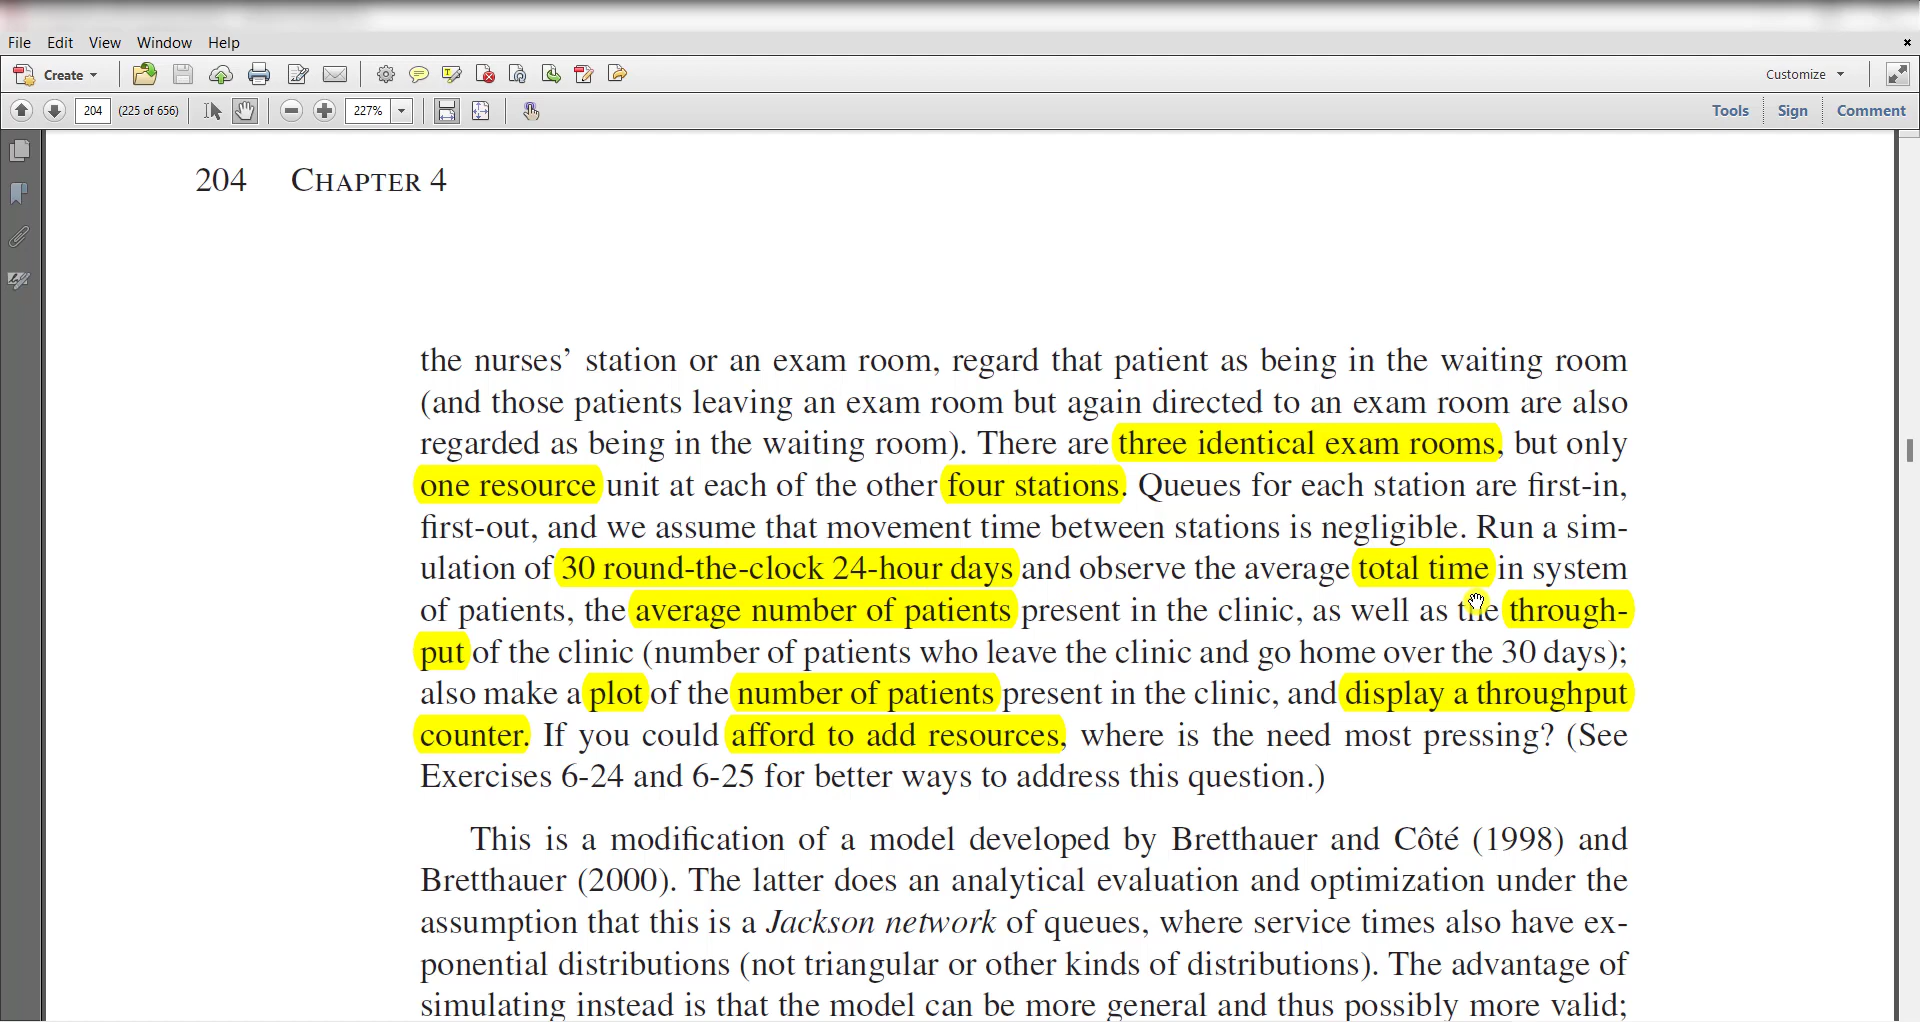 File Edit View Window Help
Create Customize
204 (225 of 656) 227% Tools Sign Comment
204 CHAPTER 4
the nurses’ station or an exam room, regard that patient as being in the waiting room
(and those patients leaving an exam room but again directed to an exam room are also
regarded as being in the waiting room). There are three identical exam rooms, but only
one resource unit at each of the other four stations. Queues for each station are first-in,
first-out, and we assume that movement time between stations is negligible. Run a sim-
ulation of 30 round-the-clock 24-hour days and observe the average total time in system
of patients, the average number of patients present in the clinic, as well as the through-
put of the clinic (number of patients who leave the clinic and go home over the 30 days);
also make a plot of the number of patients present in the clinic, and display a throughput
counter. If you could afford to add resources, where is the need most pressing? (See
Exercises 6-24 and 6-25 for better ways to address this question.)
This is a modification of a model developed by Bretthauer and Côté (1998) and
Bretthauer (2000). The latter does an analytical evaluation and optimization under the
assumption that this is a Jackson network of queues, where service times also have ex-
ponential distributions (not triangular or other kinds of distributions). The advantage of
simulating instead is that the model can be more general and thus possibly more valid;